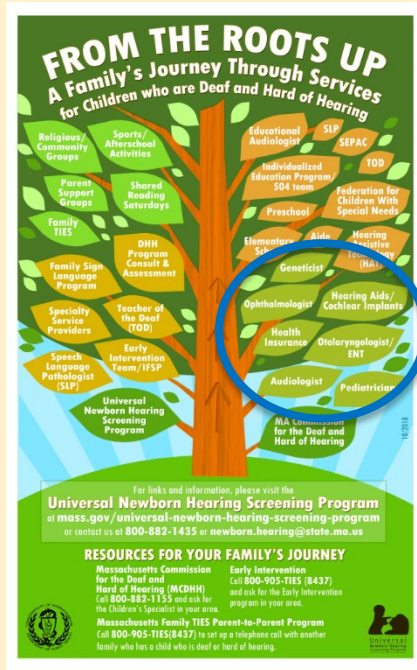 FROM THE ROOTS UP
A Family's Journey Through Services
for Children who are Deaf and Hard of Hearing
Religious/
Community
Groups
Sports/
Afterschool
Activities
Parent
Support
Groups
Shared
Reading
Saturdays
Family
TIES
Family Sign
Language
Program
DHH
Program
Consult &
Assessment
Specialty
Service
Providers
Teacher of
the Deaf
(TOD)
Speech
Language
Pathologist
(SLP)
Early
Intervention
Team/IFSP
Universal
Newborn Hearing
Screening
Program
Educational
Audiologist
SLP
SEPAC
Individualized
Education Program/
504 team
TOD
Preschool
Federation for
Children With
Special Needs
Elementary
Aide
Hearing
Assistive
Technology
(HAT)
Geneticist
Ophthalmologist
Hearing Aids/
Cochlear Implants
Health
Insurance
Otolaryngologist/
ENT
Audiologist
Pediatrician
MA Commission
for the Deaf and
Hard of Hearing
For links and information, please visit the
Universal Newborn Hearing Screening Program
at mass.gov/universal-newborn-hearing-screening-program
or contact us at 800-882-1435 or newborn.hearing@state.ma.us
RESOURCES FOR YOUR FAMILY'S JOURNEY
Massachusetts Commission
for the Deaf and
Hard of Hearing (MCDHH)
Call 800-882-1155 and ask for
the Children's Specialist in your area.
Early Intervention
Call 800-905-TIES (8437)
and ask for the Early Intervention
program in your area.
Massachusetts Family TIES Parent-to-Parent Program
Call 800-905-TIES(8437) to set up a telephone call with another
family who has a child who is deaf or hard of hearing.
Universal
Newborn Hearing
Screening Program